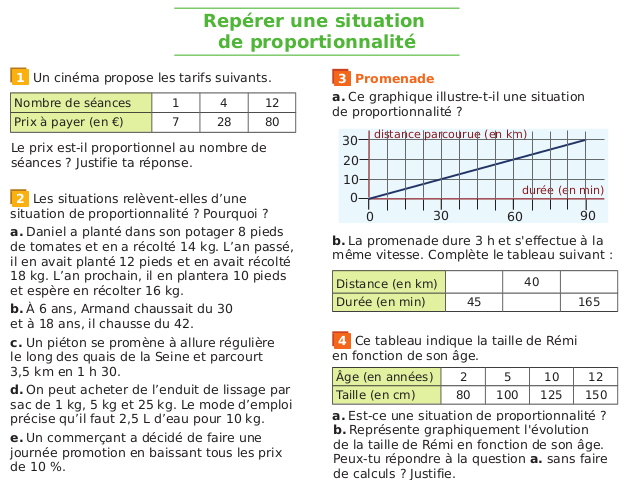 Repérer une situation
de proportionnalité
1 Un cinéma propose les tarifs suivants.
Nombre de séances 1 4 12
Prix à payer (en €) 7 28 80
Le prix est-il proportionnel au nombre de
séances ? Justifie ta réponse.
2 Les situations relèvent-elles d’une
situation de proportionnalité ? Pourquoi ?
a. Daniel a planté dans son potager 8 pieds
de tomates et en a récolté 14 kg. L’an passé,
il en avait planté 12 pieds et en avait récolté
18 kg. L’an prochain, il en plantera 10 pieds
et espère en récolter 16 kg.
b. À 6 ans, Armand chaussait du 30
et à 18 ans, il chausse du 42.
c. Un piéton se promène à allure régulière
le long des quais de la Seine et parcourt
3,5 km en 1 h 30.
d. On peut acheter de l’enduit de lissage par
sac de 1 kg, 5 kg et 25 kg. Le mode d’emploi
précise qu’il faut 2,5 L d’eau pour 10 kg.
e. Un commerçant a décidé de faire une
journée promotion en baissant tous les prix
de 10 %.
3 Promenade
a. Ce graphique illustre-t-il une situation
de proportionnalité ?
distance parcourue (en km)
30
20
10
0
durée (en min)
0 30 60 90
b. La promenade dure 3 h et s'effectue à la
même vitesse. Complète le tableau suivant :
Distance (en km) 40
Durée (en min) 45 165
4 Ce tableau indique la taille de Rémi
en fonction de son âge.
Âge (en années) 2 5 10 12
Taille (en cm) 80 100 125 150
a. Est-ce une situation de proportionnalité ?
b. Représente graphiquement l'évolution
de la taille de Rémi en fonction de son âge.
Peux-tu répondre à la question a. sans faire
de calculs ? Justifie.